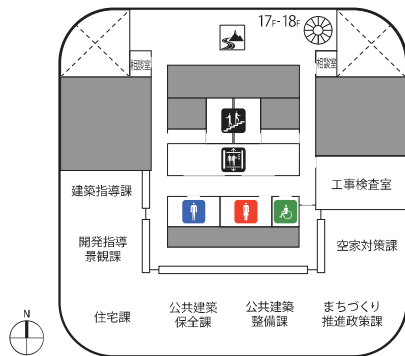 17F-18F
相談室
相談室
建築指導課
工事検査室
開発指導
景観課
空家対策課
住宅課
公共建築
保全課
公共建築
整備課
まちづくり
推進政策課
N